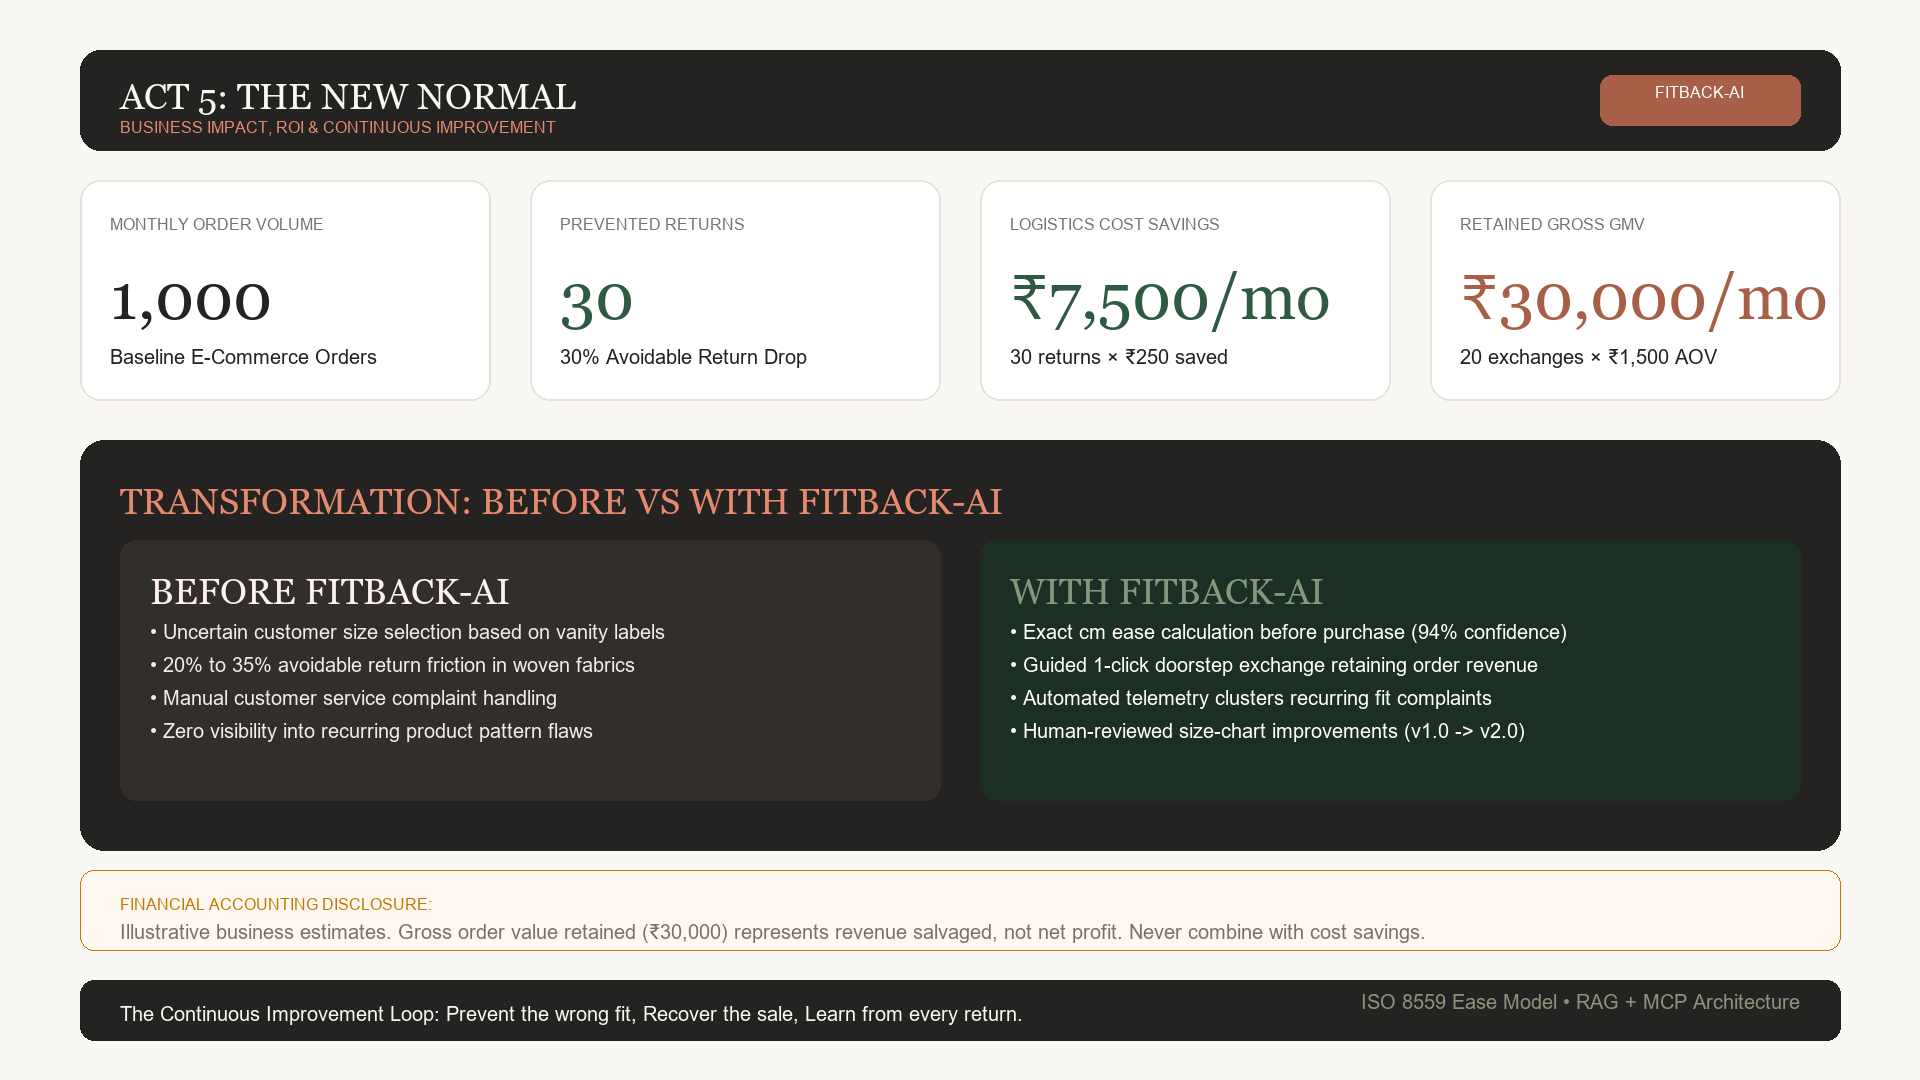 ACT 5: THE NEW NORMAL
BUSINESS IMPACT, ROI & CONTINUOUS IMPROVEMENT
FITBACK-AI
MONTHLY ORDER VOLUME
1,000
Baseline E-Commerce Orders
PREVENTED RETURNS
30
30% Avoidable Return Drop
LOGISTICS COST SAVINGS
₹7,500/mo
30 returns × ₹250 saved
RETAINED GROSS GMV
₹30,000/mo
20 exchanges × ₹1,500 AOV
TRANSFORMATION: BEFORE VS WITH FITBACK-AI
BEFORE FITBACK-AI
• Uncertain customer size selection based on vanity labels
• 20% to 35% avoidable return friction in woven fabrics
• Manual customer service complaint handling
• Zero visibility into recurring product pattern flaws
WITH FITBACK-AI
• Exact cm ease calculation before purchase (94% confidence)
• Guided 1-click doorstep exchange retaining order revenue
• Automated telemetry clusters recurring fit complaints
• Human-reviewed size-chart improvements (v1.0 -> v2.0)
FINANCIAL ACCOUNTING DISCLOSURE:
Illustrative business estimates. Gross order value retained (₹30,000) represents revenue salvaged, not net profit. Never combine with cost savings.
The Continuous Improvement Loop: Prevent the wrong fit, Recover the sale, Learn from every return.
ISO 8559 Ease Model • RAG + MCP Architecture